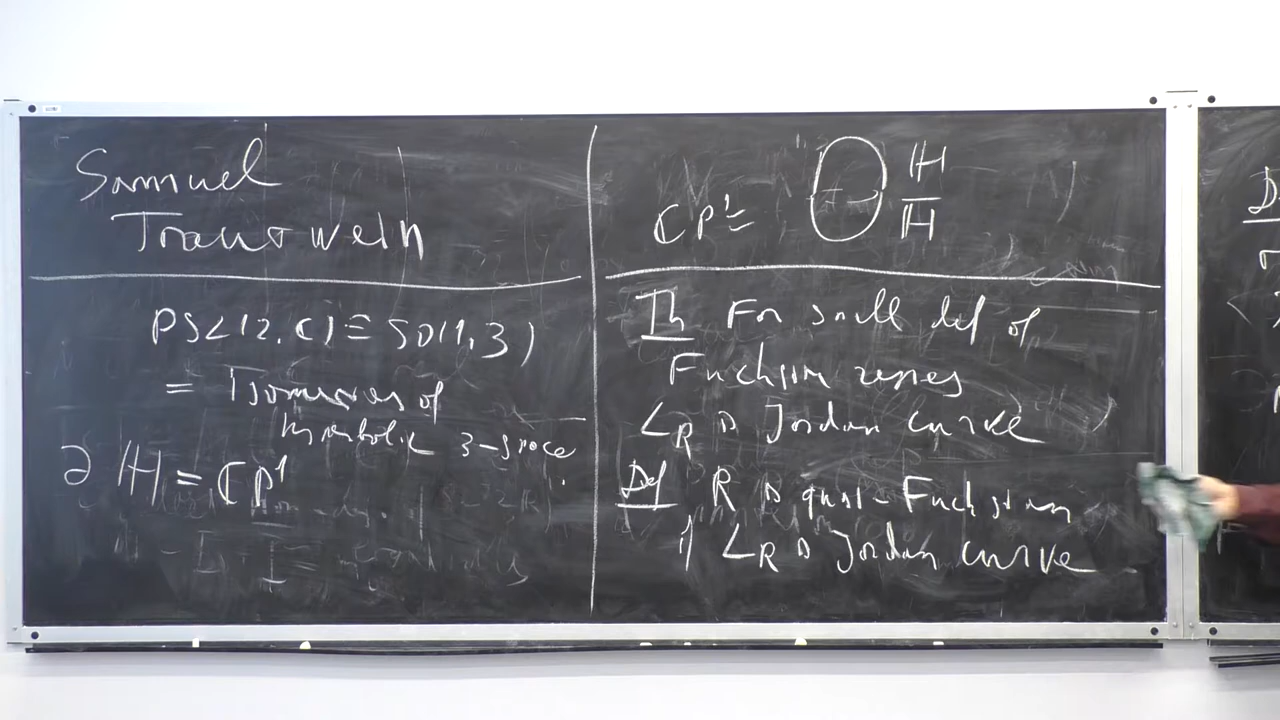 Samuel
Trautwein
PSL(2, C) ≅ SO(1,3)
= Isometries of
hyperbolic 3-space
∂ ℍ = ℂP¹
ℂP¹ =
ℍ
ℍ
Th For small def of
Fuchsian repres
L_R is Jordan curve
Def R is quasi-Fuchsian
if L_R is Jordan curve